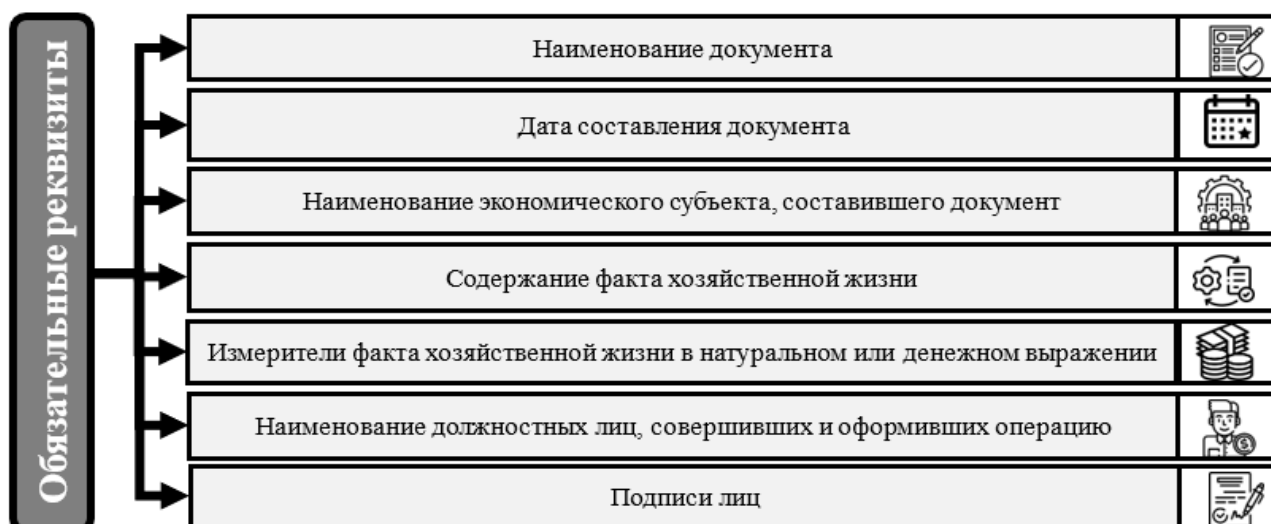 Обязательные реквизиты
Наименование документа
Дата составления документа
Наименование экономического субъекта, составившего документ
Содержание факта хозяйственной жизни
Измерители факта хозяйственной жизни в натуральном или денежном выражении
Наименование должностных лиц, совершивших и оформивших операцию
Подписи лиц